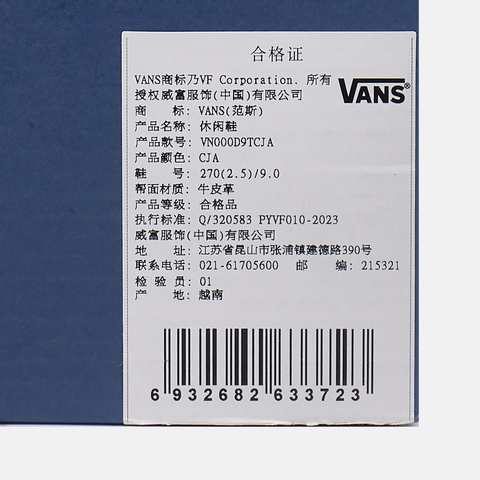 合格证
VANS商标乃VF Corporation. 所有
授权威富服饰(中国)有限公司
VANS®
商 标: VANS(范斯)
产品名称: 休闲鞋
产品款号: VN000D9TCJA
产品颜色: CJA
鞋 号: 270(2.5)/9.0
帮面材质: 牛皮革
产品等级: 合格品
执行标准: Q/320583 PYVF010-2023
威富服饰(中国)有限公司
地 址: 江苏省昆山市张浦镇建德路390号
联系电话: 021-61705600 邮 编: 215321
检 验 员: 01
产 地: 越南
6 932682 633723